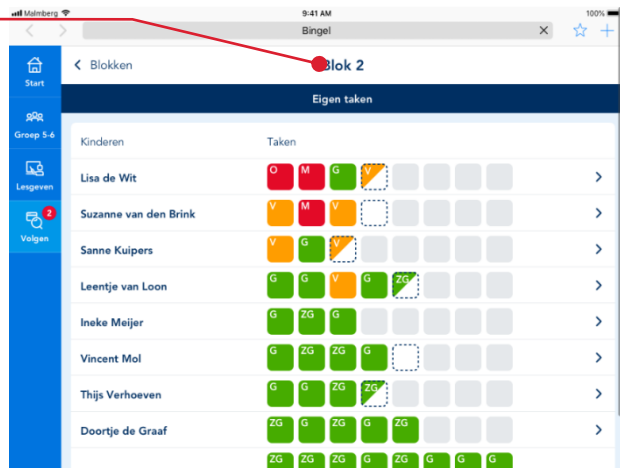 Malmberg 9:41 AM 100%
Bingel
Start
Blokken Blok 2
Eigen taken
Groep 5-6
Kinderen Taken
Lesgeven
Lisa de Wit O M G V
Volgen 2
Suzanne van den Brink V M V
Sanne Kuipers V G V
Leentje van Loon G G V G ZG
Ineke Meijer G ZG G
Vincent Mol G ZG ZG G
Thijs Verhoeven G G ZG ZG
Doortje de Graaf ZG G ZG G ZG
ZG ZG ZG G ZG G G G